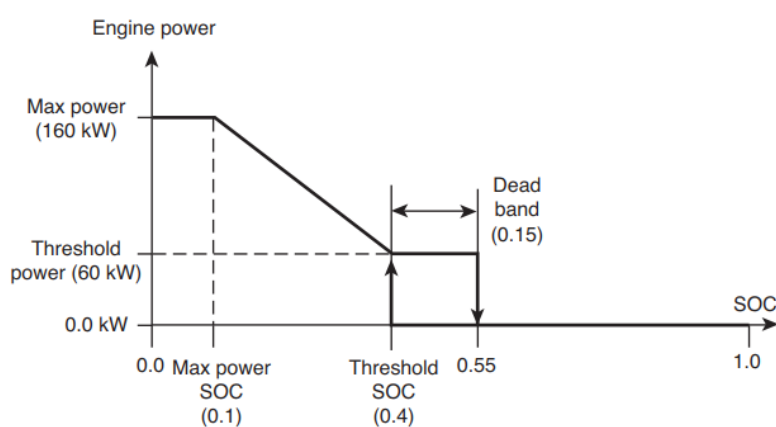 Engine power
Max power
(160 kW)
Dead
band
(0.15)
Threshold
power (60 kW)
SOC
0.0 kW
0.0 Max power
SOC
(0.1)
Threshold
SOC
(0.4)
0.55
1.0